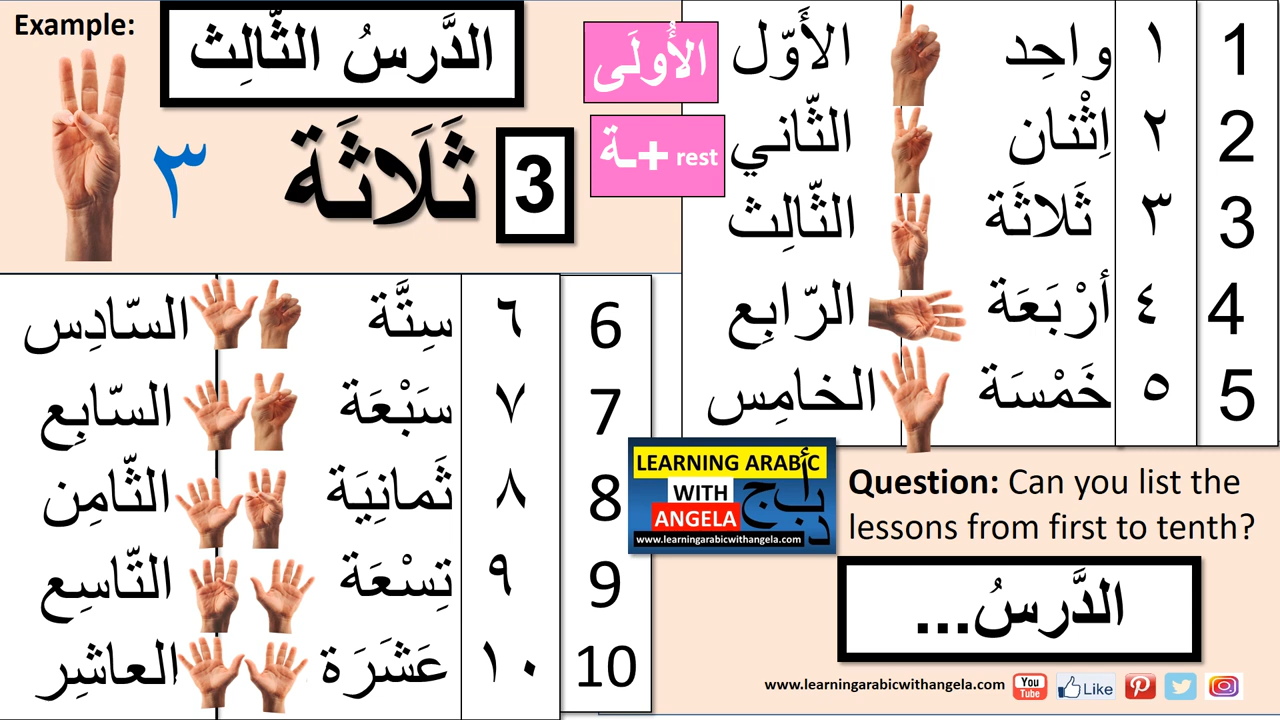 Example:
الدَّرسُ الثّالِث
٣
ثَلَاثَة
3
الأُولَى
ـة + rest
1 ١ واحِد الأَوّل
2 ٢ اِثْنان الثّاني
3 ٣ ثَلاثَة الثّالِث
4 ٤ أرْبَعَة الرّابِع
5 ٥ خَمْسَة الخامِس
6 ٦ سِتَّة السّادِس
7 ٧ سَبْعَة السّابِع
8 ٨ ثَمانِيَة الثّامِن
9 ٩ تِسْعَة التّاسِع
10 ١٠ عَشَرَة العاشِر
LEARNING ARABIC
WITH
ANGELA
أ ب ج د
www.learningarabicwithangela.com
Question: Can you list the
lessons from first to tenth?
الدَّرسُ...
www.learningarabicwithangela.com
You
Tube
Like